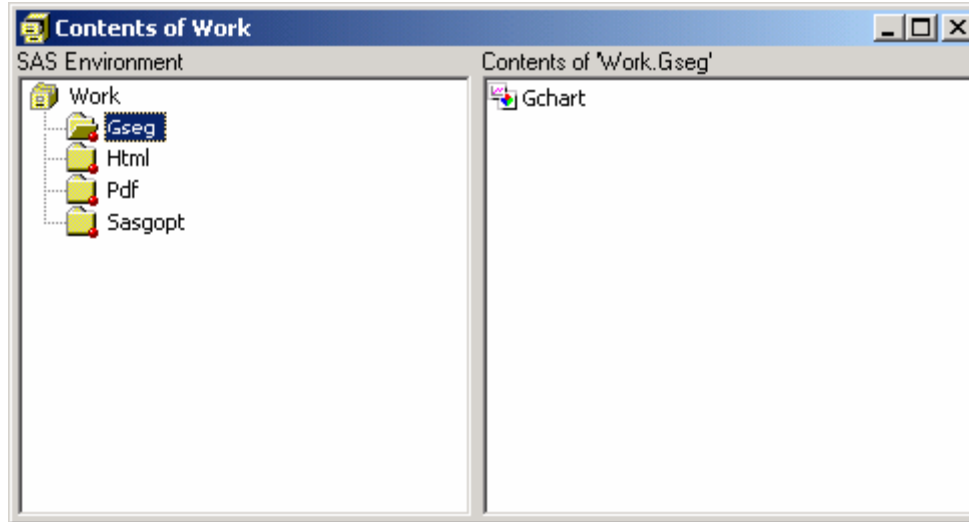 Contents of Work
SAS Environment
Contents of 'Work.Gseg'
Work
Gseg
Html
Pdf
Sasgopt
Gchart